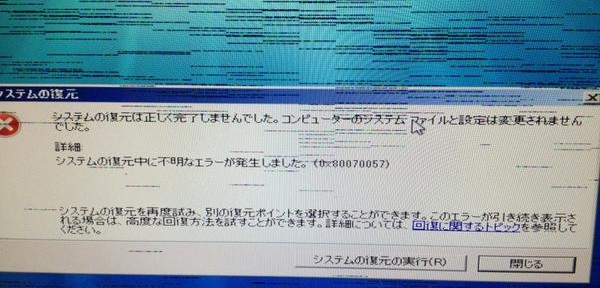 システムの復元
システムの復元は正しく完了しませんでした。コンピューターのシステム ファイルと設定は変更されません
でした。
詳細:
システムの復元中に不明なエラーが発生しました。(0x80070057)
システムの復元を再度試み、別の復元ポイントを選択することができます。このエラーが引き続き表示さ
れる場合は、高度な回復方法を試すことができます。詳細については、回復に関するトピックを参照して
ください。
システムの復元の実行(R)
閉じる